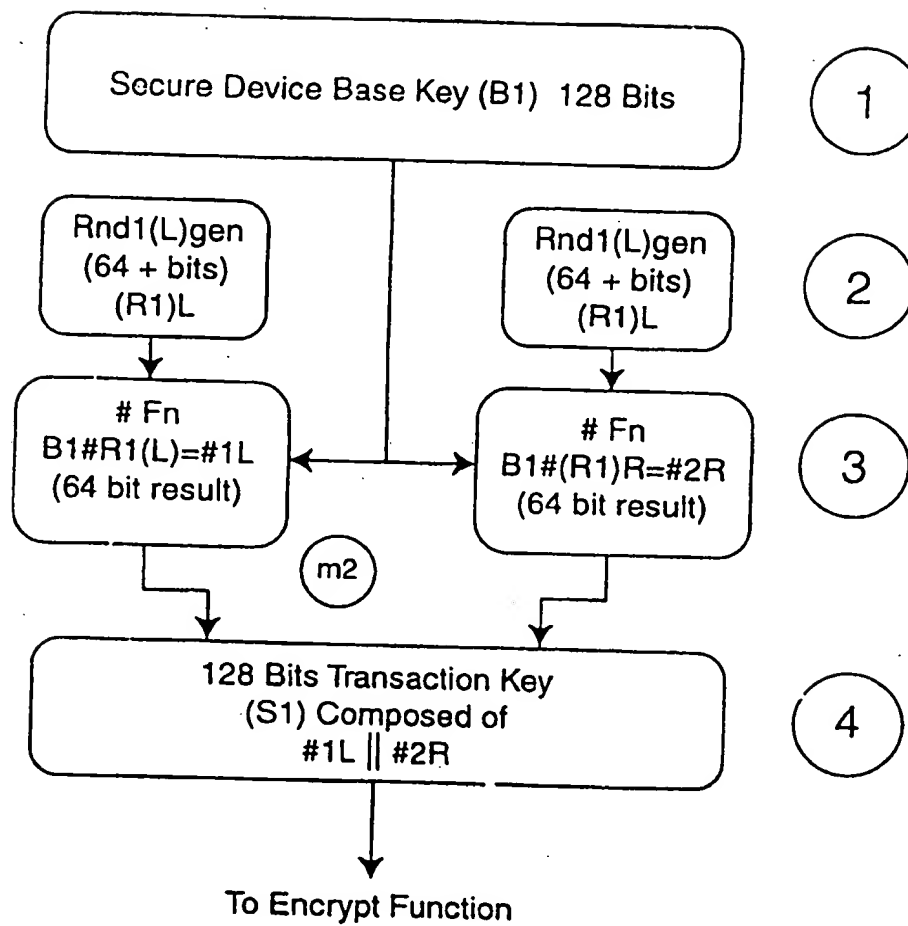 Secure Device Base Key (B1) 128 Bits
1
Rnd1(L)gen
(64 + bits)
(R1)L
Rnd1(L)gen
(64 + bits)
(R1)L
2
# Fn
B1#R1(L)=#1L
(64 bit result)
# Fn
B1#(R1)R=#2R
(64 bit result)
3
m2
128 Bits Transaction Key
(S1) Composed of
#1L || #2R
4
To Encrypt Function